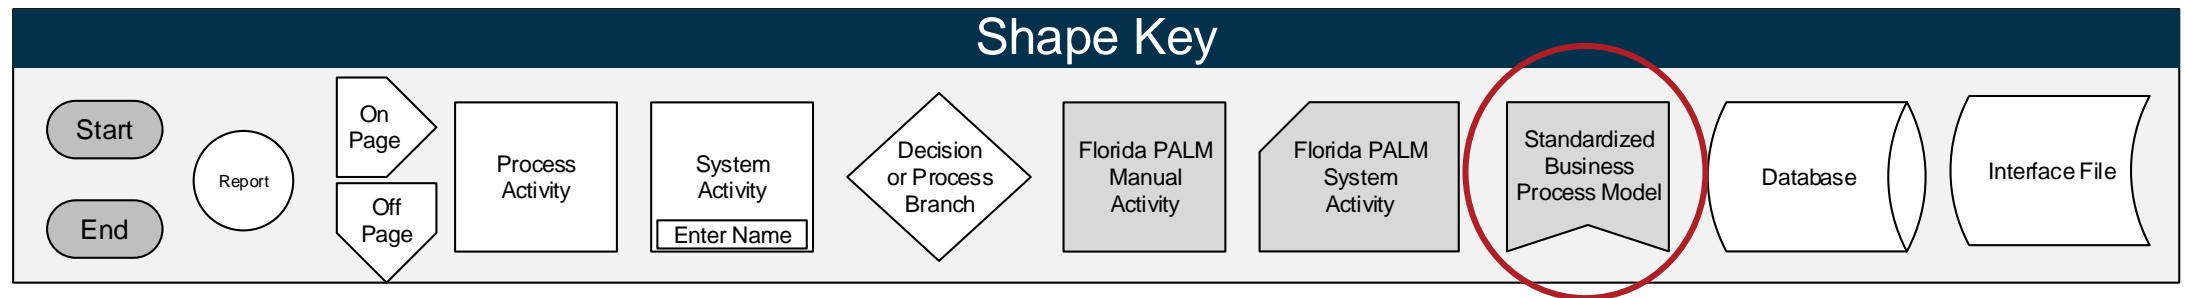 Shape Key
Start
End
Report
On
Page
Off
Page
Process
Activity
System
Activity
Enter Name
Decision
or Process
Branch
Florida PALM
Manual
Activity
Florida PALM
System
Activity
Standardized
Business
Process Model
Database
Interface File